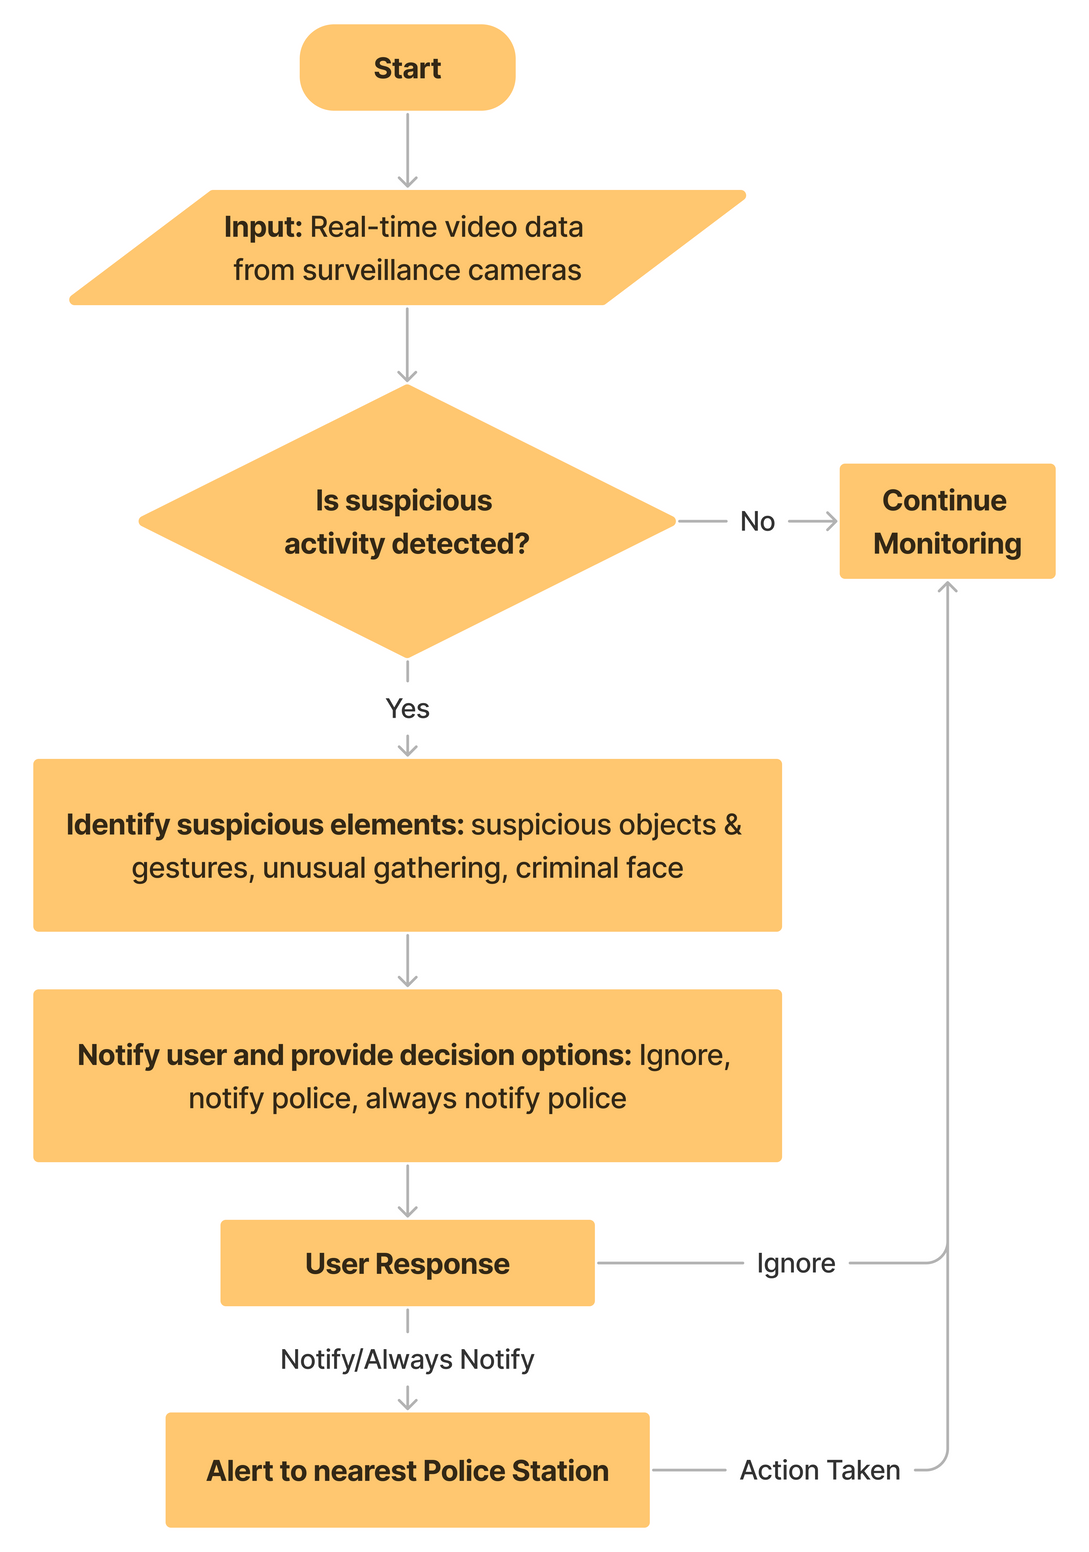 Start
Input: Real-time video data
from surveillance cameras
Is suspicious
activity detected?
No
Continue
Monitoring
Yes
Identify suspicious elements: suspicious objects &
gestures, unusual gathering, criminal face
Notify user and provide decision options: Ignore,
notify police, always notify police
User Response
Ignore
Notify/Always Notify
Alert to nearest Police Station
Action Taken